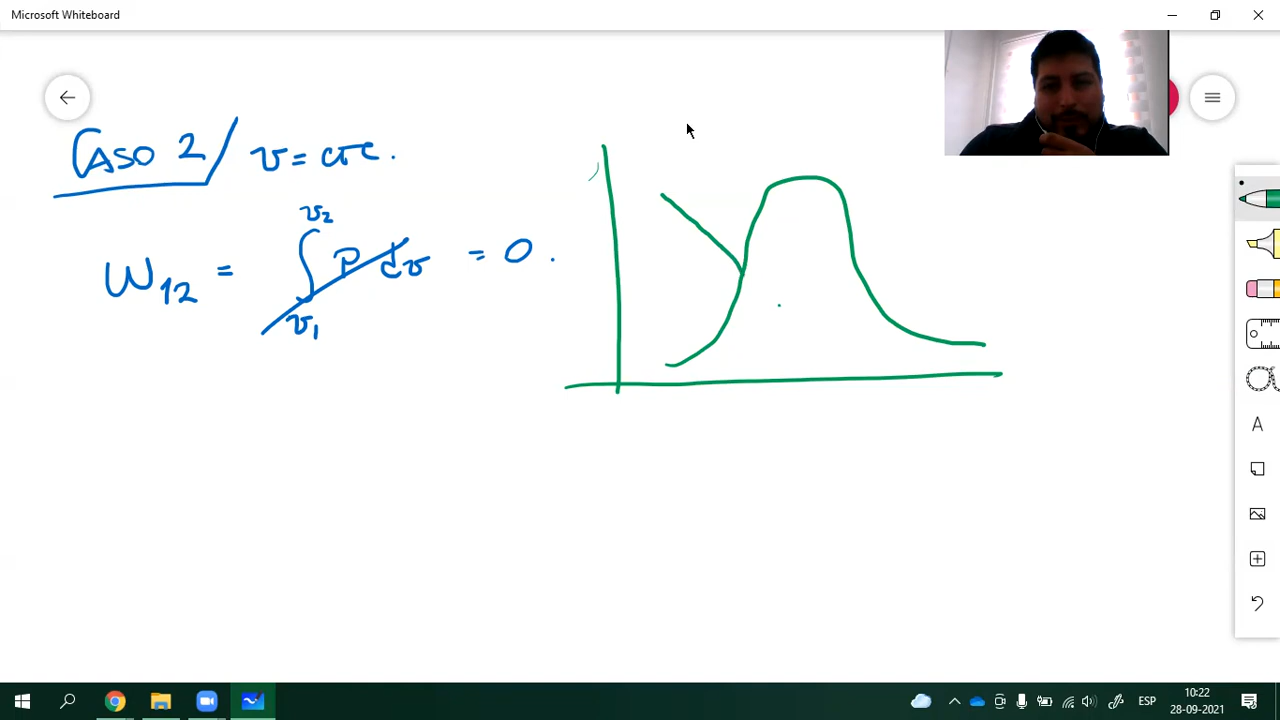 Microsoft Whiteboard
CASO 2 / v = cte.
v2
W12 = ∫ P dv = 0.
v1
A
ESP
10:22
28-09-2021